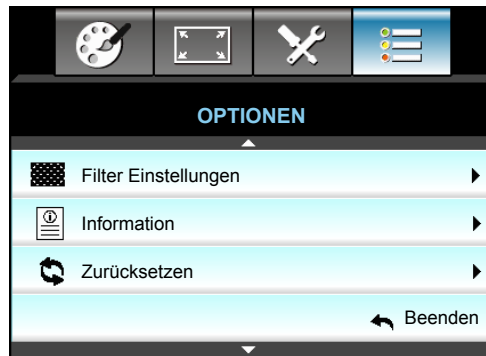 OPTIONEN
Filter Einstellungen
Information
Zurücksetzen
Beenden